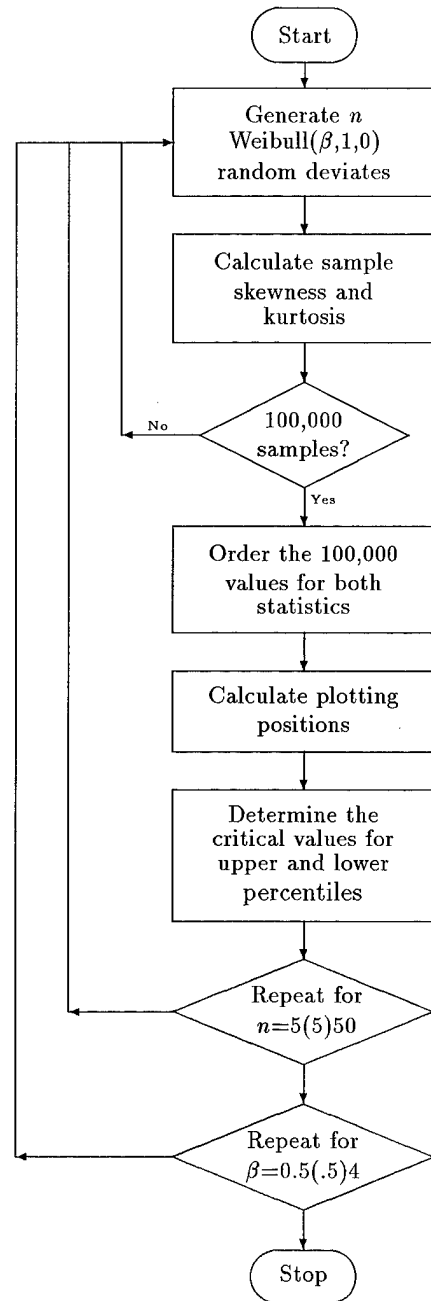 Start
Generate n
Weibull(β,1,0)
random deviates
Calculate sample
skewness and
kurtosis
100,000
samples?
No
Yes
Order the 100,000
values for both
statistics
Calculate plotting
positions
Determine the
critical values for
upper and lower
percentiles
Repeat for
n=5(5)50
Repeat for
β=0.5(.5)4
Stop